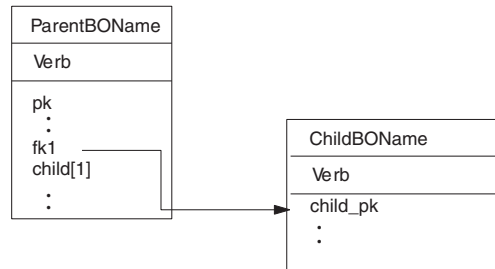 ParentBOName
Verb
pk
fk1
child[1]
ChildBOName
Verb
child_pk